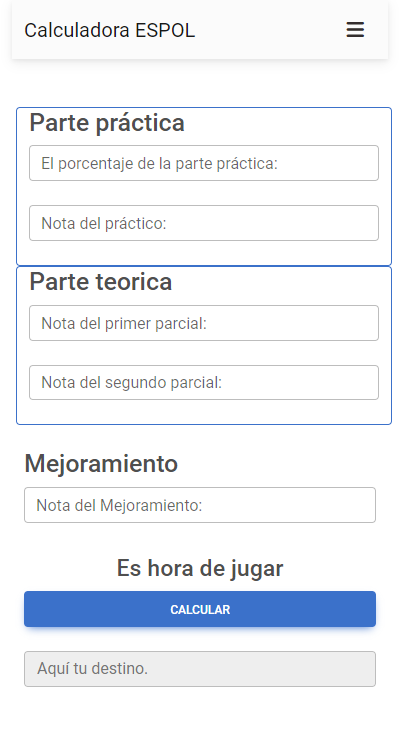 Calculadora ESPOL
Parte práctica
El porcentaje de la parte práctica:
Nota del práctico:
Parte teorica
Nota del primer parcial:
Nota del segundo parcial:
Mejoramiento
Nota del Mejoramiento:
Es hora de jugar
CALCULAR
Aquí tu destino.